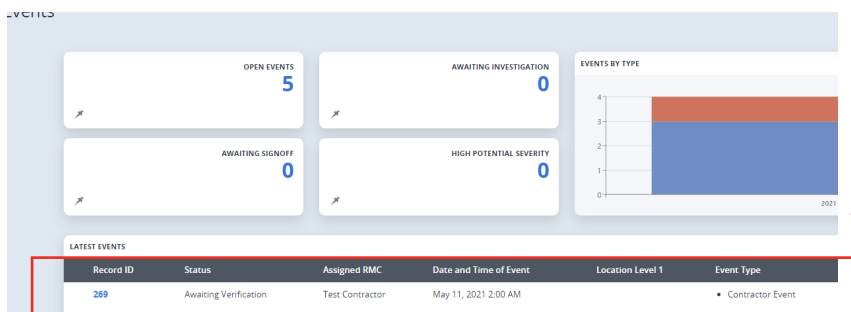 Events
OPEN EVENTS
5
AWAITING INVESTIGATION
0
EVENTS BY TYPE
4
3
2
1
0
2021-
AWAITING SIGNOFF
0
HIGH POTENTIAL SEVERITY
0
LATEST EVENTS
Record ID Status Assigned RMC Date and Time of Event Location Level 1 Event Type
269 Awaiting Verification Test Contractor May 11, 2021 2:00 AM • Contractor Event